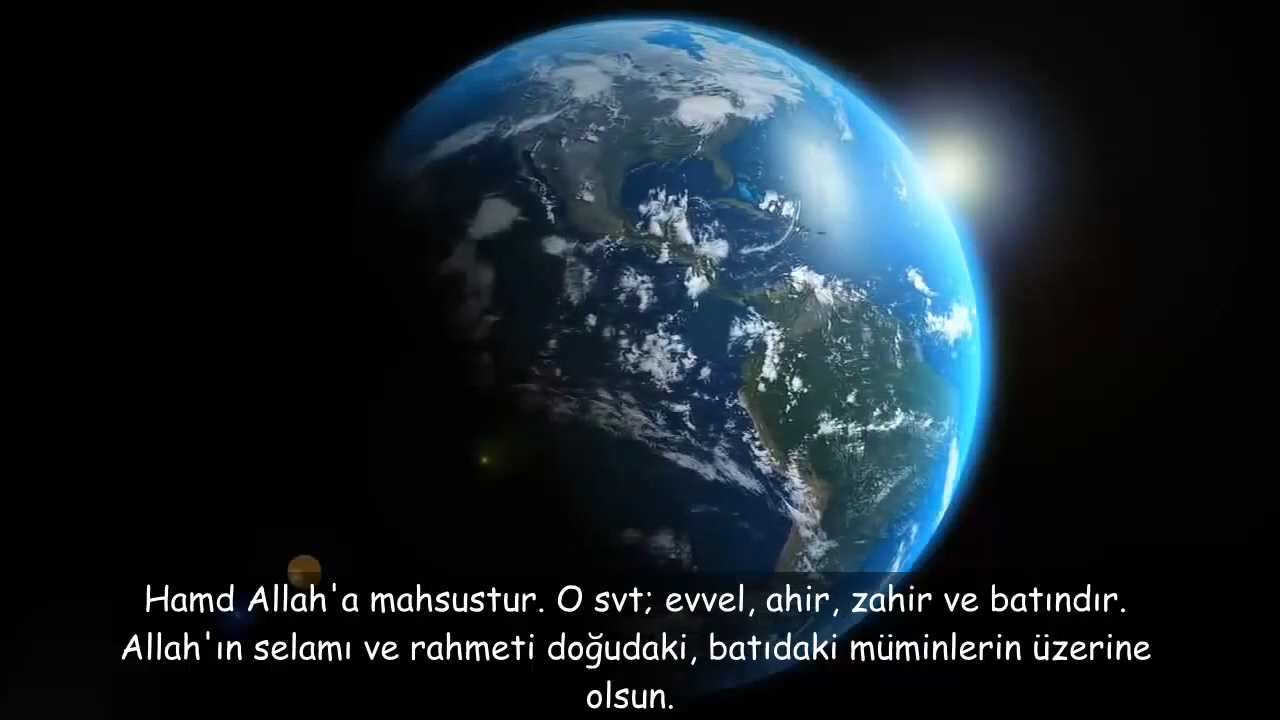 Hamd Allah'a mahsustur. O svt; evvel, ahir, zahir ve batındır.
Allah'ın selamı ve rahmeti doğudaki, batıdaki müminlerin üzerine
olsun.